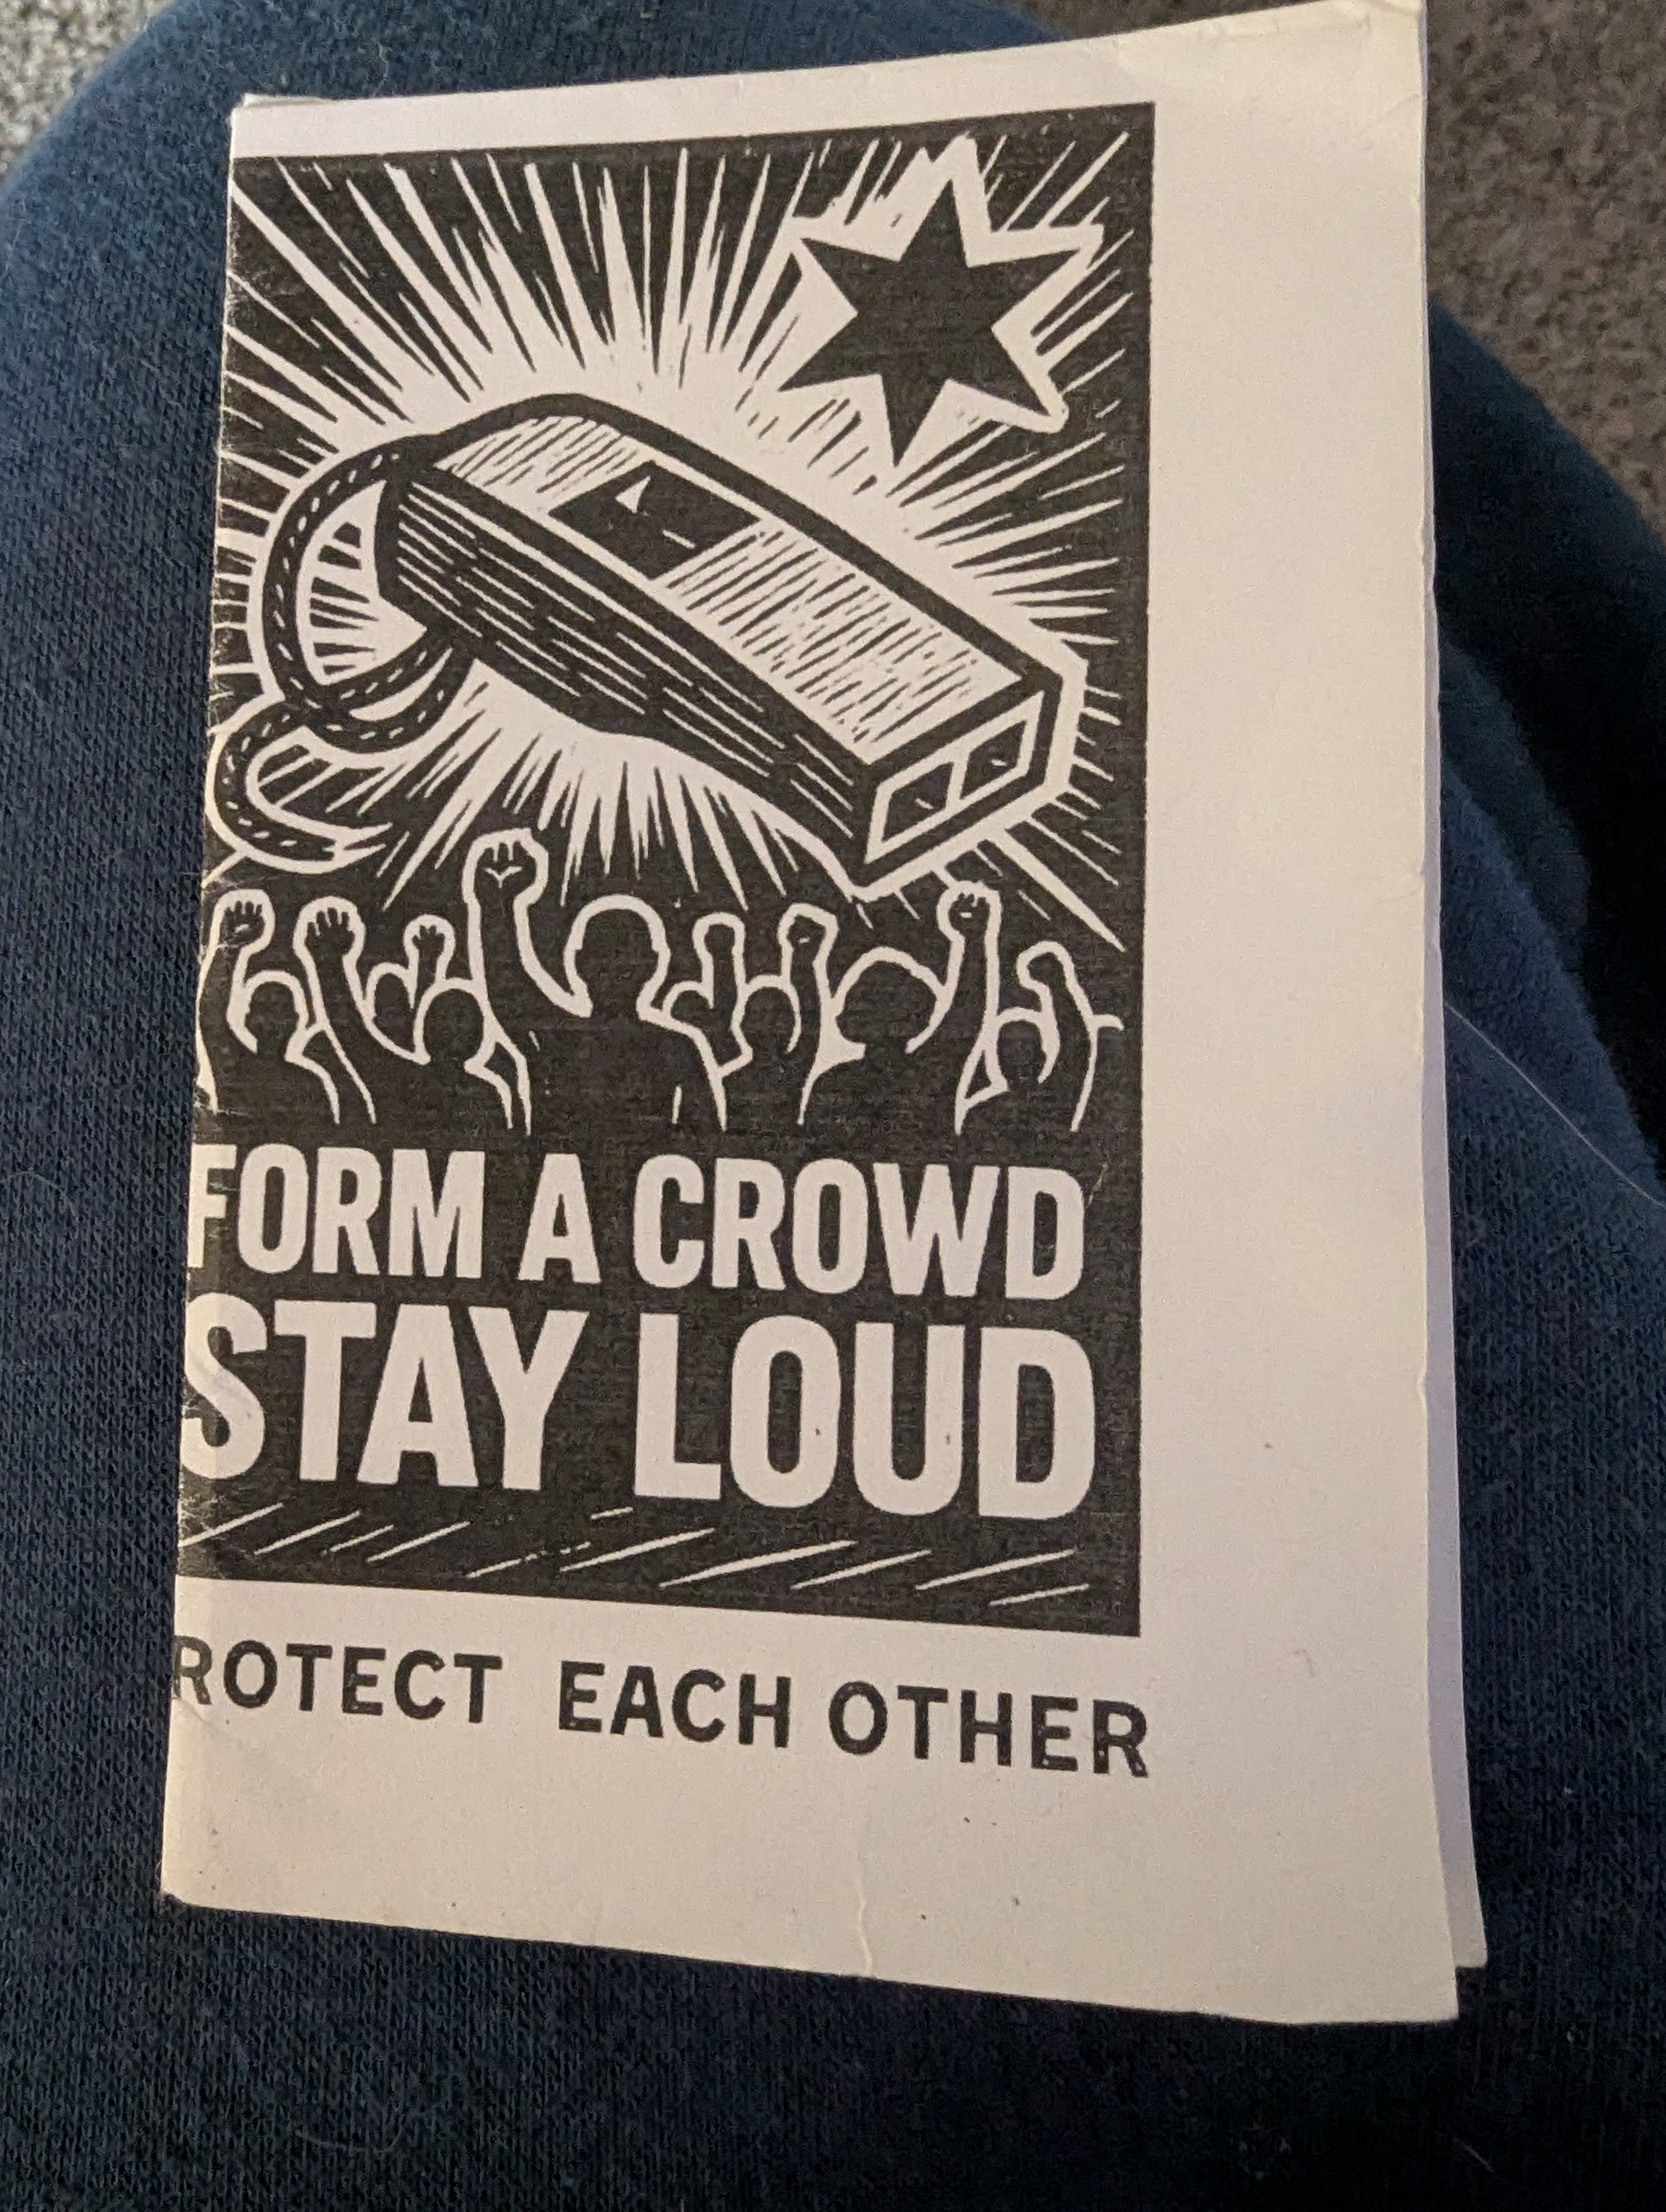 FORM A CROWD
STAY LOUD
ROTECT EACH OTHER